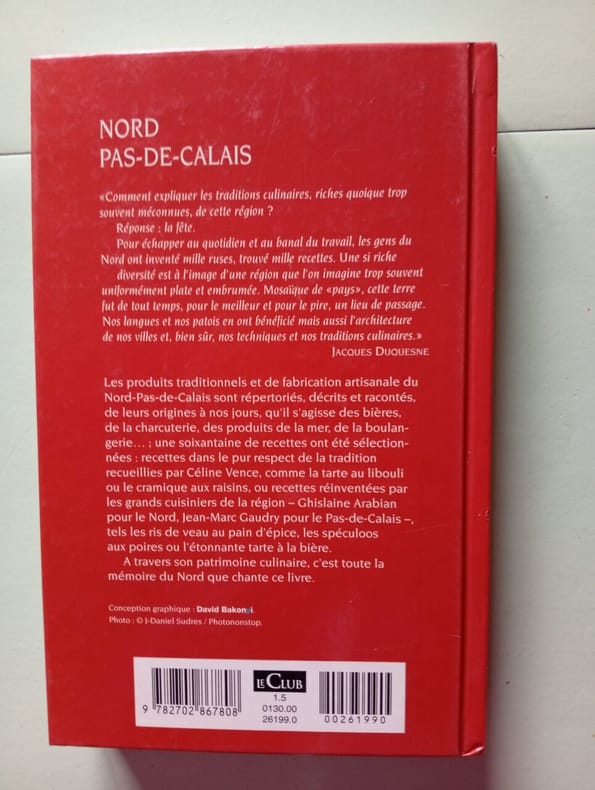 NORD
PAS-DE-CALAIS
«Comment expliquer les traditions culinaires, riches quoique trop
souvent méconnues, de cette région ?
Réponse : la fête.
Pour échapper au quotidien et au banal du travail, les gens du
Nord ont inventé mille ruses, trouvé mille recettes. Une si riche
diversité est à l'image d'une région que l'on imagine trop souvent
uniformément plate et embrumée. Mosaïque de «pays», cette terre
fut de tout temps, pour le meilleur et pour le pire, un lieu de passage.
Nos langues et nos patois en ont bénéficié mais aussi l'architecture
de nos villes et, bien sûr, nos techniques et nos traditions culinaires.»
JACQUES DUQUESNE
Les produits traditionnels et de fabrication artisanale du
Nord-Pas-de-Calais sont répertoriés, décrits et racontés,
de leurs origines à nos jours, qu'il s'agisse des bières,
de la charcuterie, des produits de la mer, de la boulan-
gerie... ; une soixantaine de recettes ont été sélection-
nées : recettes dans le pur respect de la tradition
recueillies par Céline Vence, comme la tarte au libouli
ou le cramique aux raisins, ou recettes réinventées par
les grands cuisiniers de la région – Ghislaine Arabian
pour le Nord, Jean-Marc Gaudry pour le Pas-de-Calais –,
tels les ris de veau au pain d'épice, les spéculoos
aux poires ou l'étonnante tarte à la bière.
A travers son patrimoine culinaire, c'est toute la
mémoire du Nord que chante ce livre.
Conception graphique : David Bakonyi.
Photo : © J-Daniel Sudres / Photononstop.
LE CLUB
1.5
0130.00
26199.0
9 782702 867808
00261990